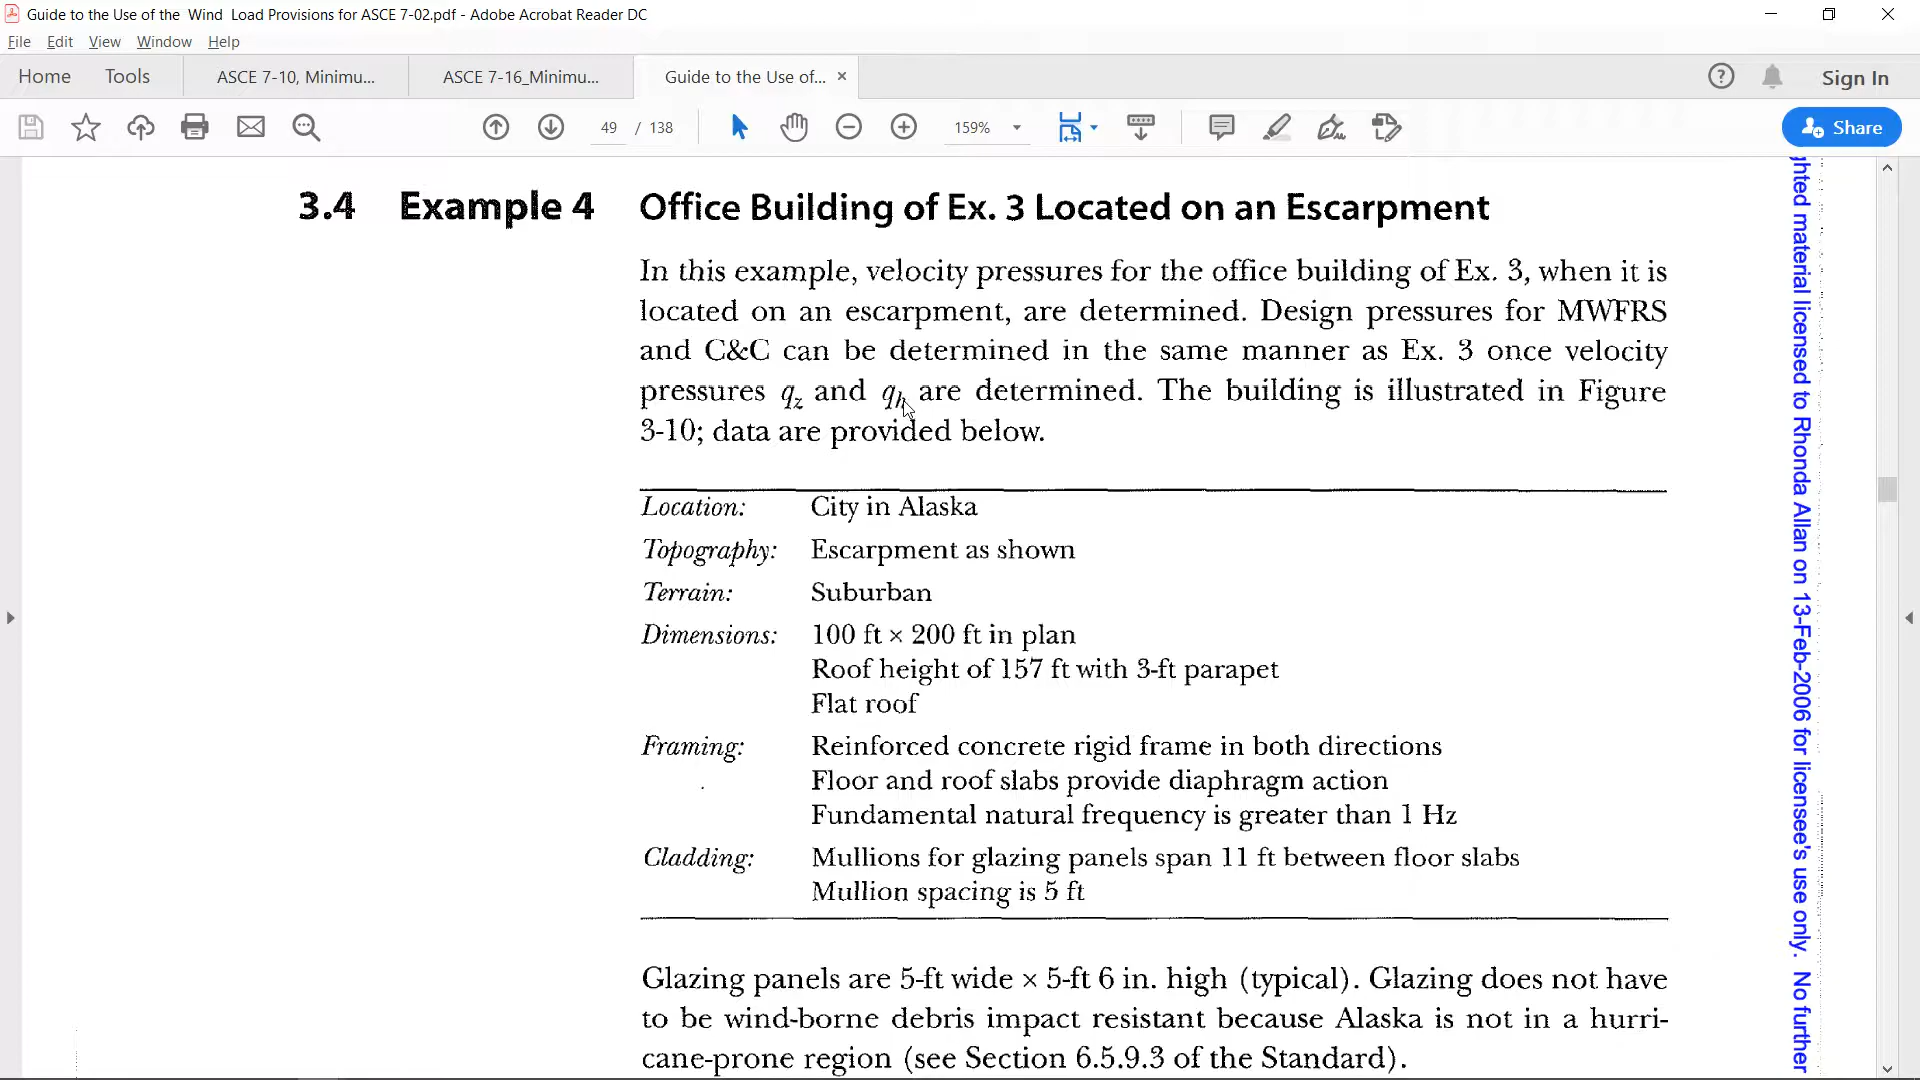 Guide to the Use of the Wind Load Provisions for ASCE 7-02.pdf - Adobe Acrobat Reader DC
File Edit View Window Help
Home Tools ASCE 7-10, Minimu... ASCE 7-16_Minimu... Guide to the Use of... × Sign In
49 / 138 159% Share
3.4 Example 4 Office Building of Ex. 3 Located on an Escarpment
In this example, velocity pressures for the office building of Ex. 3, when it is
located on an escarpment, are determined. Design pressures for MWFRS
and C&C can be determined in the same manner as Ex. 3 once velocity
pressures qz and qh are determined. The building is illustrated in Figure
3-10; data are provided below.
Location: City in Alaska
Topography: Escarpment as shown
Terrain: Suburban
Dimensions: 100 ft × 200 ft in plan
Roof height of 157 ft with 3-ft parapet
Flat roof
Framing: Reinforced concrete rigid frame in both directions
Floor and roof slabs provide diaphragm action
Fundamental natural frequency is greater than 1 Hz
Cladding: Mullions for glazing panels span 11 ft between floor slabs
Mullion spacing is 5 ft
Glazing panels are 5-ft wide × 5-ft 6 in. high (typical). Glazing does not have
to be wind-borne debris impact resistant because Alaska is not in a hurri-
cane-prone region (see Section 6.5.9.3 of the Standard).
ghted material licensed to Rhonda Allan on 13-Feb-2006 for licensee's use only. No further